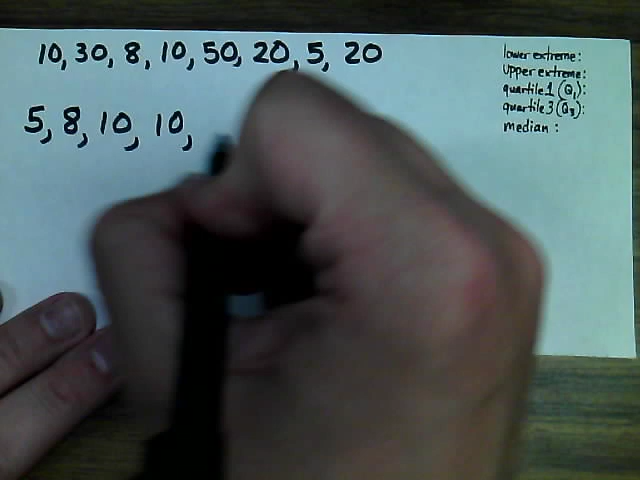 10, 30, 8, 10, 50, 20, 5, 20
5, 8, 10, 10,
lower extreme:
Upper extreme:
quartile 1 (Q₁):
quartile 3 (Q₃):
median :